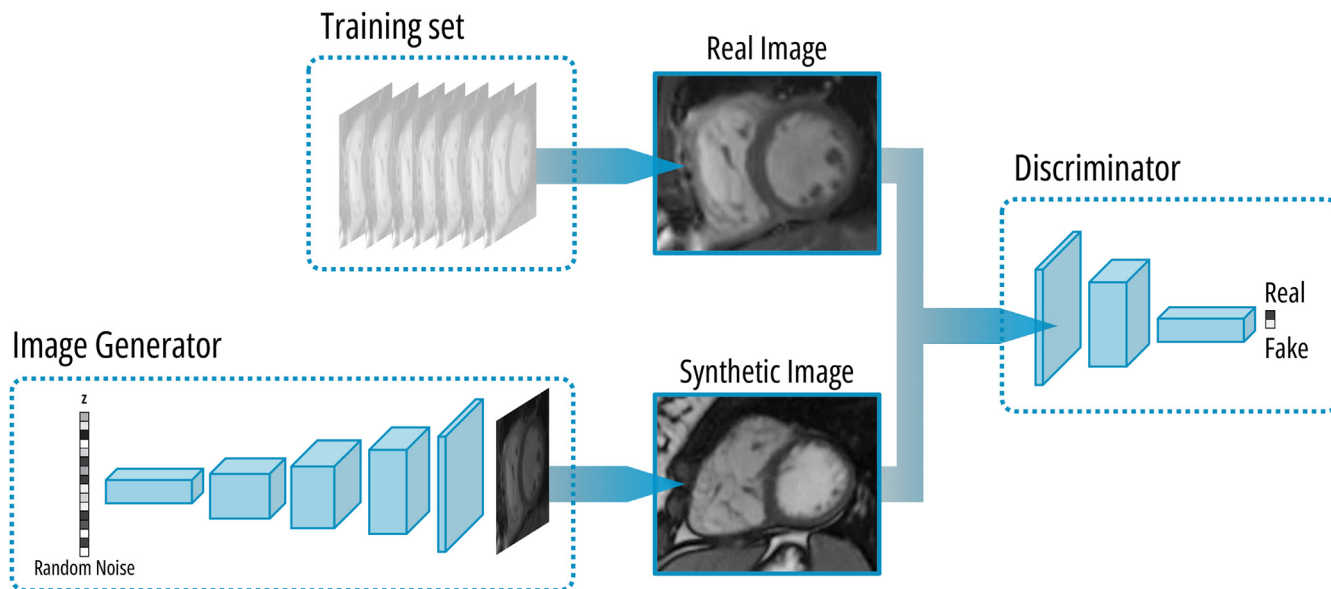 Training set
Real Image
Discriminator
Real
Fake
Image Generator
Synthetic Image
z
Random Noise